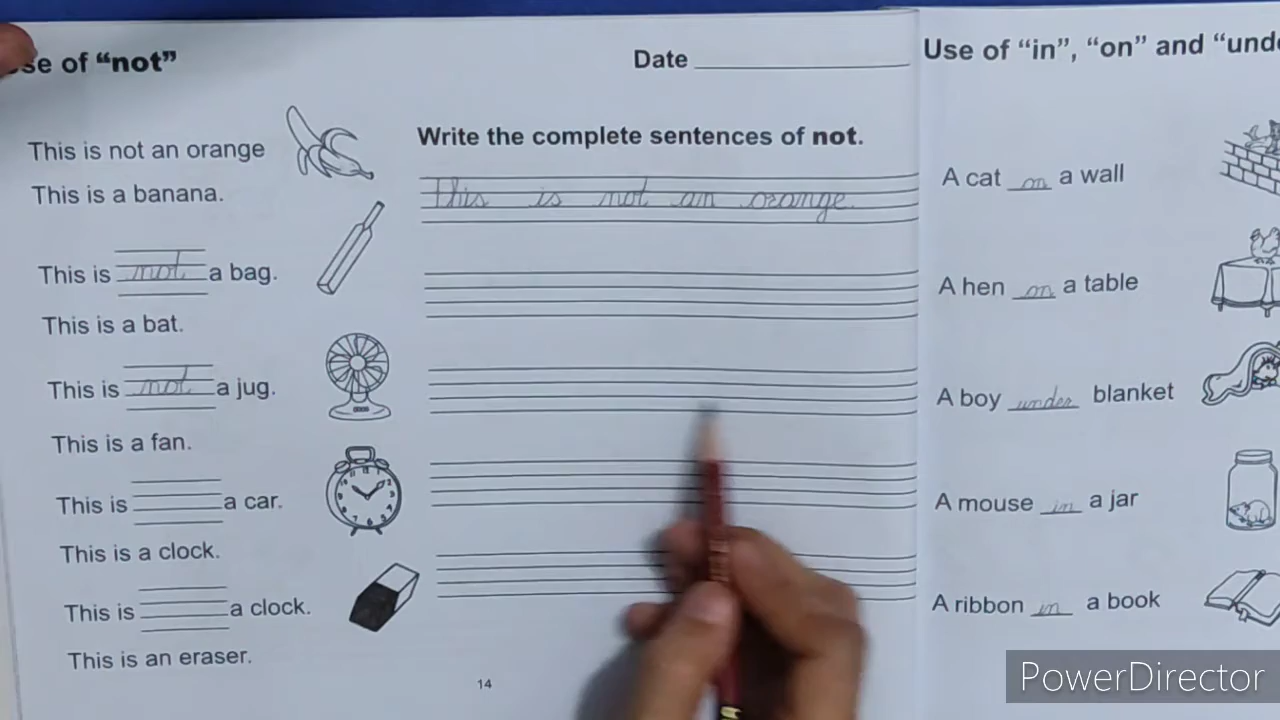 se of "not"
Date
This is not an orange
This is a banana.
This is not a bag.
This is a bat.
This is not a jug.
This is a fan.
This is a car.
This is a clock.
This is a clock.
This is an eraser.
Write the complete sentences of not.
This is not an orange.
14
Use of "in", "on" and "unde
A cat on a wall
A hen on a table
A boy under blanket
A mouse in a jar
A ribbon in a book
PowerDirector